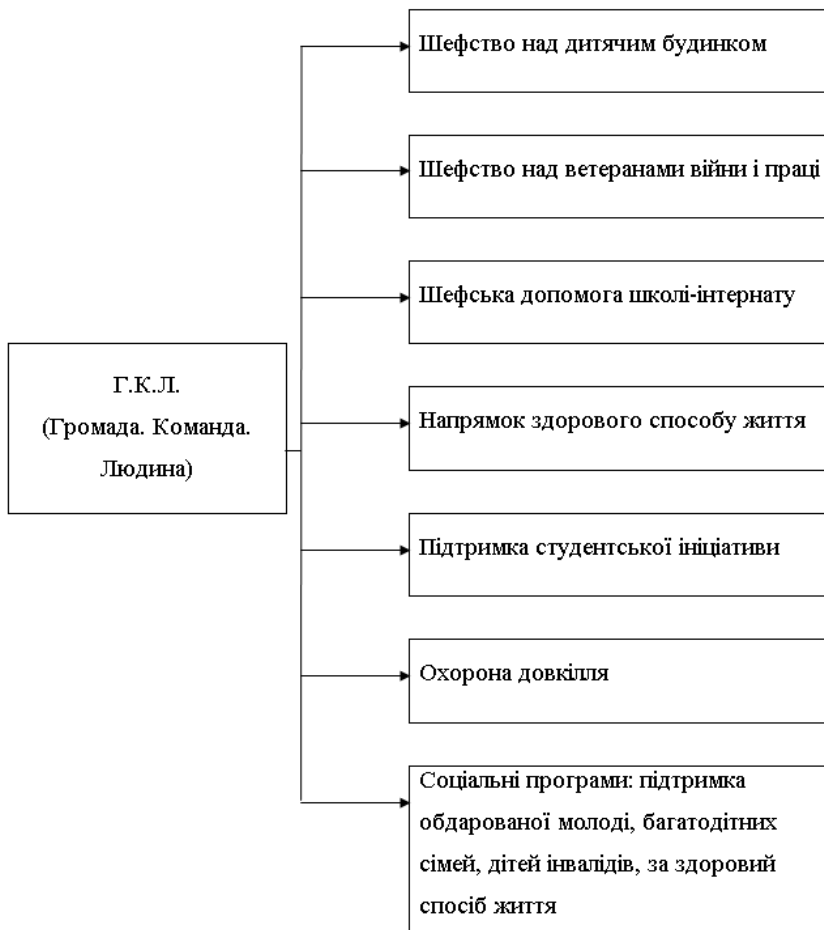 Шефство над дитячим будинком
Шефство над ветеранами війни і праці
Шефська допомога школі-інтернату
Г.К.Л.
(Громада. Команда.
Людина)
Напрямок здорового способу життя
Підтримка студентської ініціативи
Охорона довкілля
Соціальні програми: підтримка
обдарованої молоді, багатодітних
сімей, дітей інвалідів, за здоровий
спосіб життя